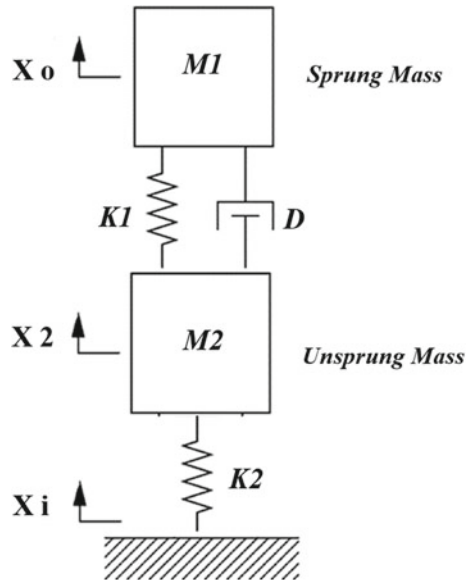 X o
M1
Sprung Mass
K1
D
X 2
M2
Unsprung Mass
K2
X i